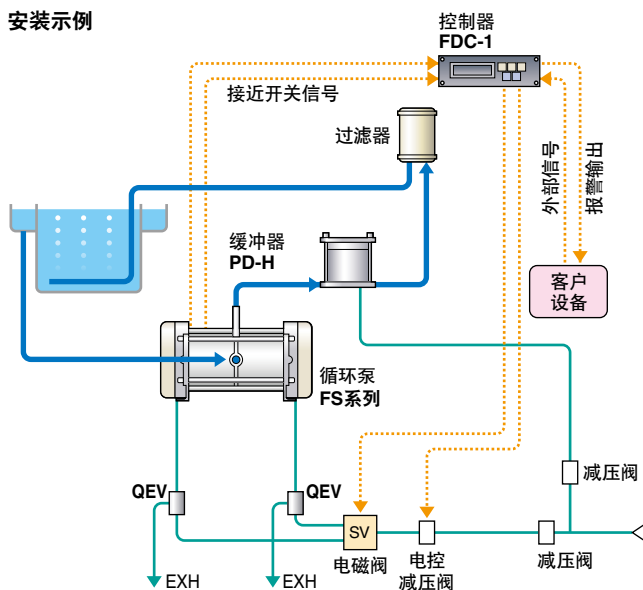 安装示例
控制器
FDC-1
接近开关信号
过滤器
外部信号
报警输出
缓冲器
PD-H
客户
设备
循环泵
FS系列
减压阀
QEV
QEV
SV
电磁阀
电控
减压阀
减压阀
EXH
EXH